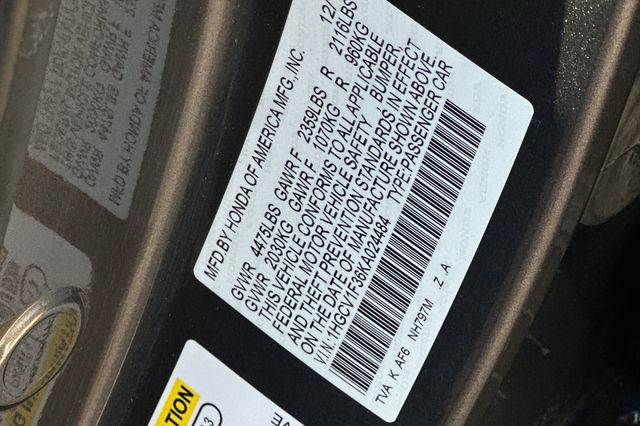 MFD BY HONDA OF AMERICA MFG., INC. 12/
GVWR 4475LBS GAWR F 2359LBS R 2116LBS
GVWR 2030KG GAWR F 1070KG R 960KG
THIS VEHICLE CONFORMS TO ALL APPLICABLE
FEDERAL MOTOR VEHICLE SAFETY, BUMPER,
AND THEFT PREVENTION STANDARDS IN EFFECT
ON THE DATE OF MANUFACTURE SHOWN ABOVE.
V.I.N.: 1HGCV1F36KA022484 TYPE:PASSENGER CAR
TVA K AF6 NH797M Z A
TION